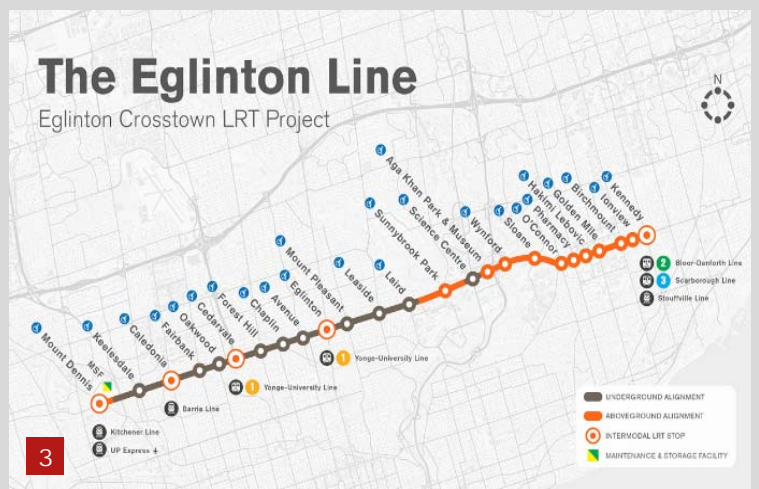 The Eglinton Line
Eglinton Crosstown LRT Project
N
Mount Dennis
MSF
Keelesdale
Caledonia
Fairbank
Oakwood
Cedarvale
Forest Hill
Chaplin
Avenue
Eglinton
Mount Pleasant
Leaside
Laird
Sunnybrook Park
Science Centre
Aga Khan Park & Museum
Wynford
Sloane
O'Connor
Pharmacy
Hakimi Lebovic
Golden Mile
Birchmount
Ionview
Kennedy
2 Bloor-Danforth Line
3 Scarborough Line
Stouffville Line
1 Yonge-University Line
1 Yonge-University Line
Barrie Line
Kitchener Line
UP Express
UNDERGROUND ALIGNMENT
ABOVEGROUND ALIGNMENT
INTERMODAL LRT STOP
MAINTENANCE & STORAGE FACILITY
3